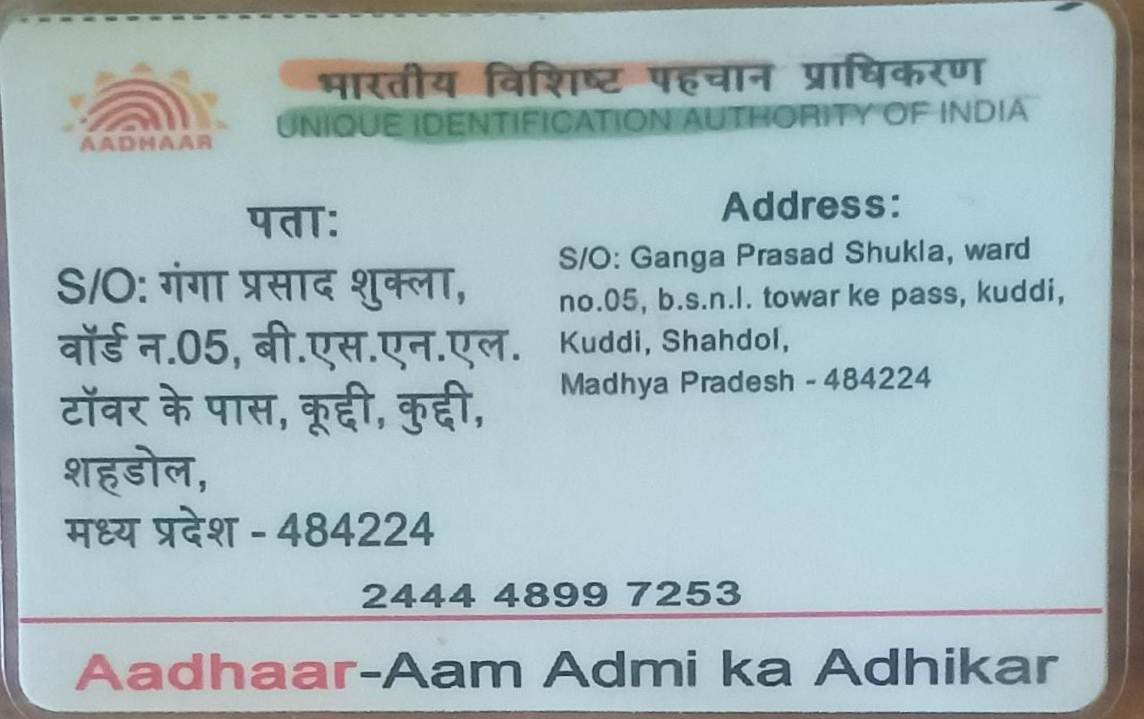 भारतीय विशिष्ट पहचान प्राधिकरण
UNIQUE IDENTIFICATION AUTHORITY OF INDIA
AADHAAR
पता:
S/O: गंगा प्रसाद शुक्ला,
वॉर्ड न.05, बी.एस.एन.एल.
टॉवर के पास, कूद्दी, कुद्दी,
शहडोल,
मध्य प्रदेश - 484224
Address:
S/O: Ganga Prasad Shukla, ward
no.05, b.s.n.l. towar ke pass, kuddi,
Kuddi, Shahdol,
Madhya Pradesh - 484224
2444 4899 7253
Aadhaar-Aam Admi ka Adhikar